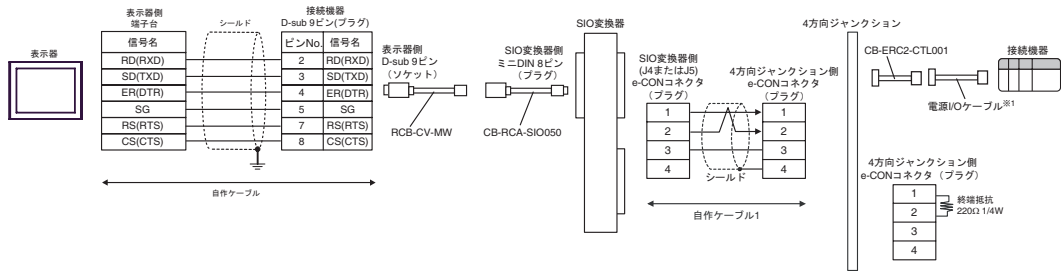 表示器
表示器側
端子台
シールド
接続機器
D-sub 9ピン(プラグ)
信号名
ピンNo.
信号名
RD(RXD)
2
RD(RXD)
SD(TXD)
3
SD(TXD)
ER(DTR)
4
ER(DTR)
SG
5
SG
RS(RTS)
7
RS(RTS)
CS(CTS)
8
CS(CTS)
自作ケーブル
表示器側
D-sub 9ピン
(ソケット)
RCB-CV-MW
SIO変換器側
ミニDIN 8ピン
(プラグ)
CB-RCA-SIO050
SIO変換器
SIO変換器側
(J4またはJ5)
e-CONコネクタ
(プラグ)
4方向ジャンクション側
e-CONコネクタ
(プラグ)
1
1
2
2
3
3
4
4
シールド
自作ケーブル1
4方向ジャンクション
CB-ERC2-CTL001
接続機器
電源I/Oケーブル※1
4方向ジャンクション側
e-CONコネクタ(プラグ)
1
2
3
4
終端抵抗
220Ω 1/4W